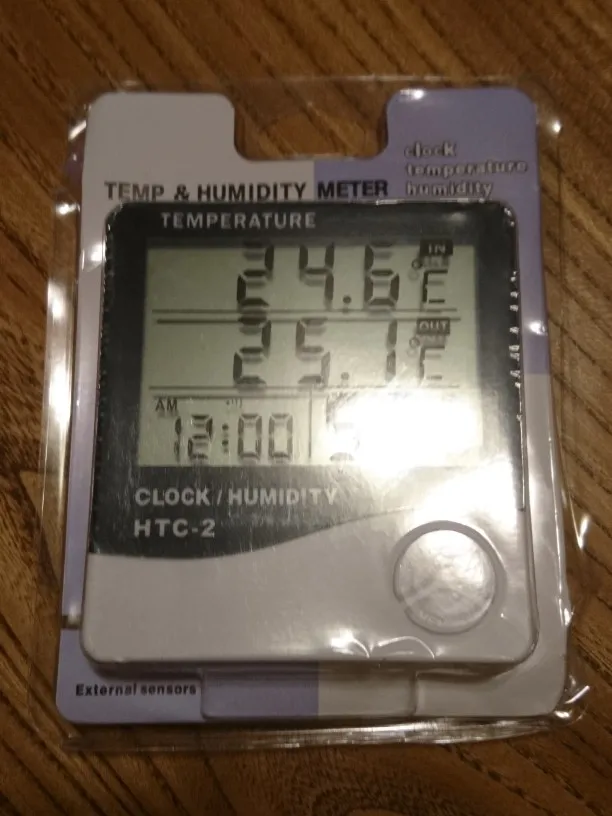 clock
temperature
humidity
TEMP & HUMIDITY METER
TEMPERATURE
IN
24.6°C
OUT
25.1°C
AM
12:00
CLOCK / HUMIDITY
HTC-2
External sensors